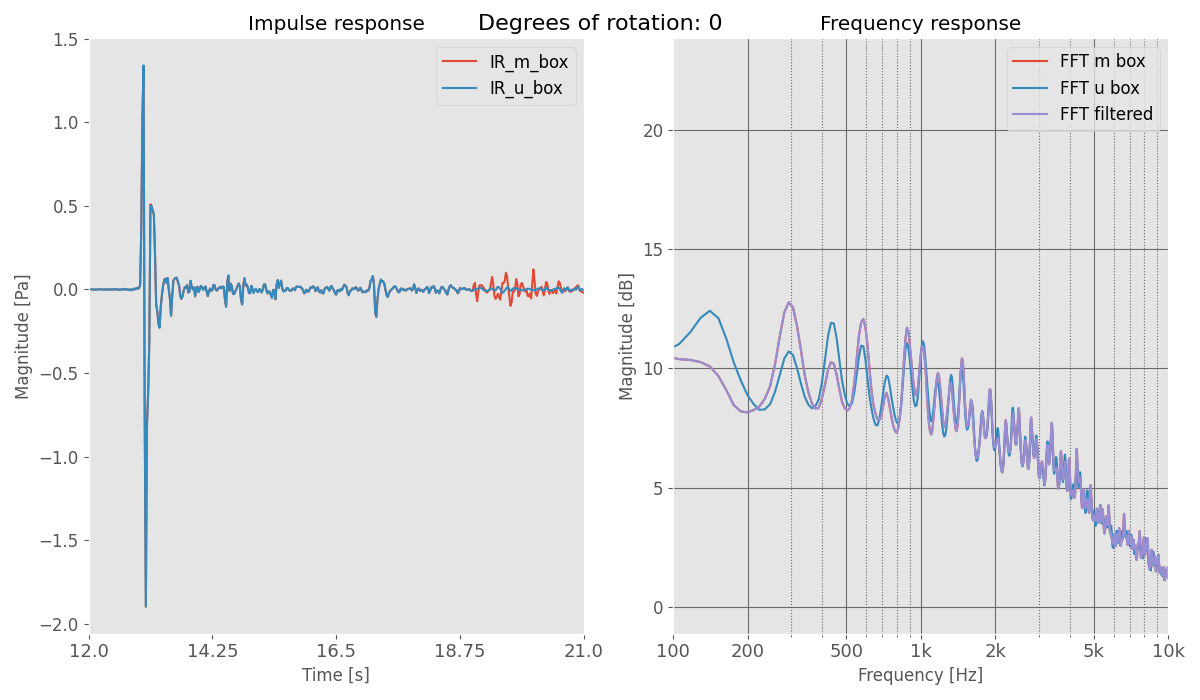 Degrees of rotation: 0
Impulse response
IR_m_box
IR_u_box
Magnitude [Pa]
1.5
1.0
0.5
0.0
−0.5
−1.0
−1.5
−2.0
12.0
14.25
16.5
18.75
21.0
Time [s]
Frequency response
FFT m box
FFT u box
FFT filtered
Magnitude [dB]
20
15
10
5
0
100
200
500
1k
2k
5k
10k
Frequency [Hz]